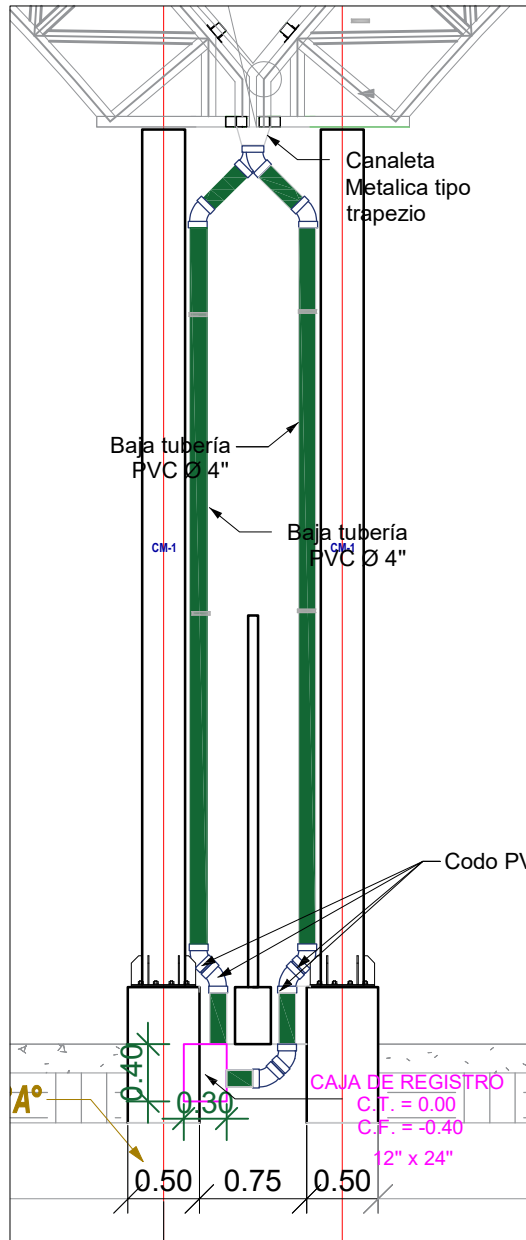 Canaleta
Metalica tipo
trapezio
Baja tubería
PVC Ø 4"
Baja tubería
PVC Ø 4"
CM-1
CM-1
Codo PV
0.40
0.30
CAJA DE REGISTRO
C.T. = 0.00
C.F. = -0.40
12" x 24"
A°
0.50
0.75
0.50